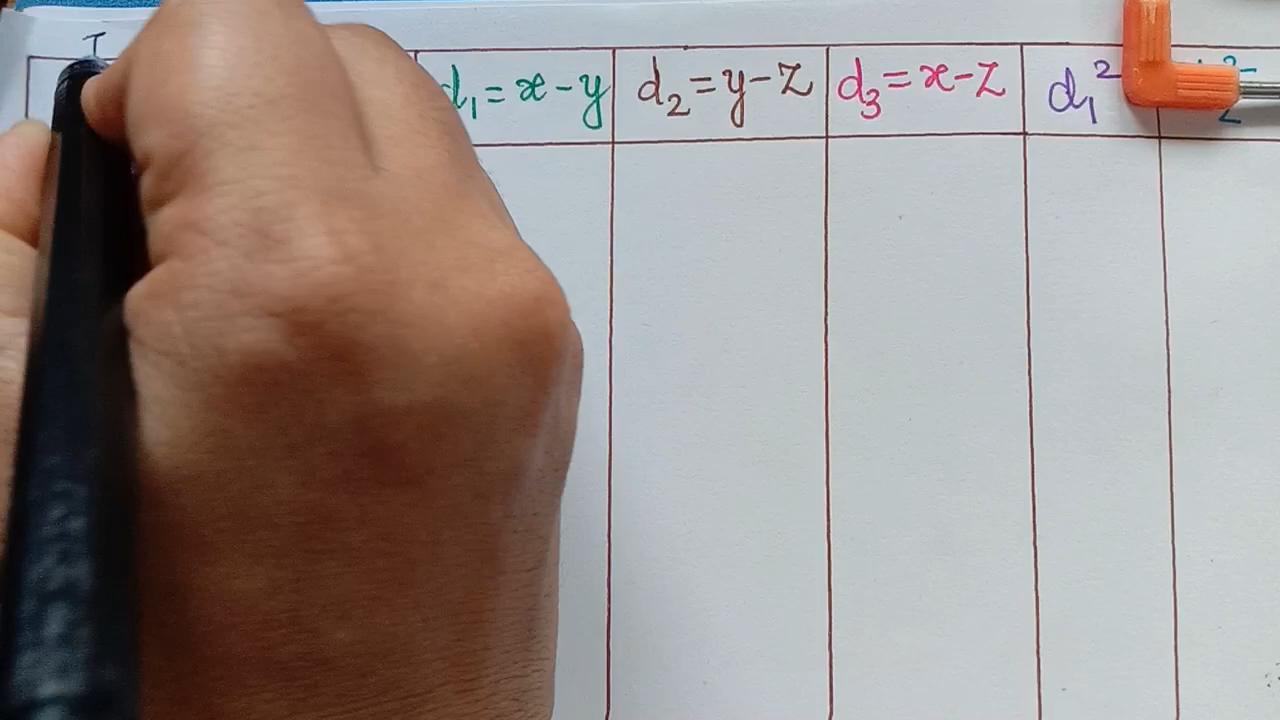 I
d₁ = x - y d₂ = y - z d₃ = x - z d₁²